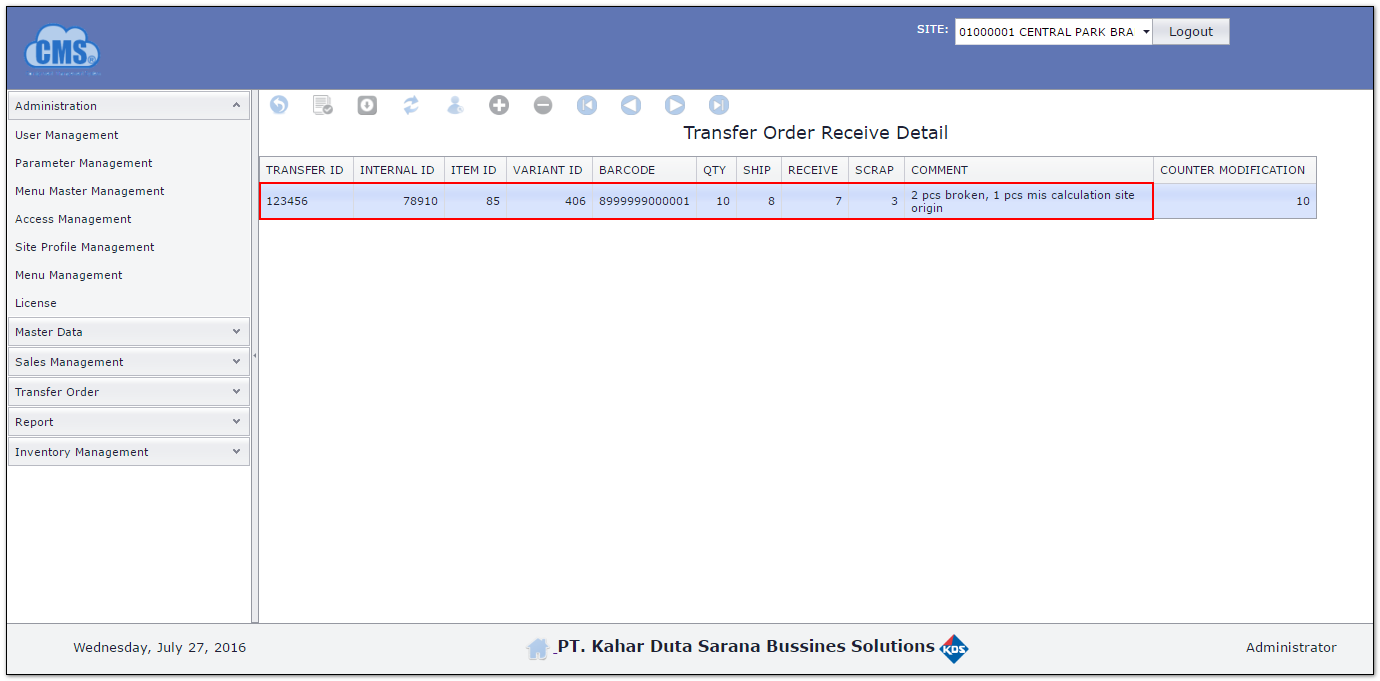 CMS®
SITE: 01000001 CENTRAL PARK BRA Logout
Administration
User Management
Parameter Management
Menu Master Management
Access Management
Site Profile Management
Menu Management
License
Master Data
Sales Management
Transfer Order
Report
Inventory Management
Transfer Order Receive Detail
TRANSFER ID INTERNAL ID ITEM ID VARIANT ID BARCODE QTY SHIP RECEIVE SCRAP COMMENT COUNTER MODIFICATION
123456 78910 85 406 8999999000001 10 8 7 3 2 pcs broken, 1 pcs mis calculation site
origin
10
Wednesday, July 27, 2016
PT. Kahar Duta Sarana Bussines Solutions KDS
Administrator